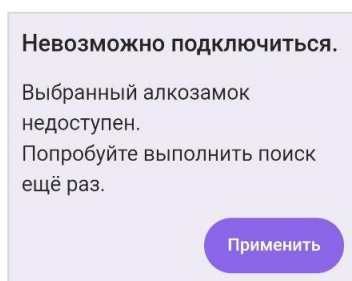 Невозможно подключиться.
Выбранный алкозамок
недоступен.
Попробуйте выполнить поиск
ещё раз.
Применить